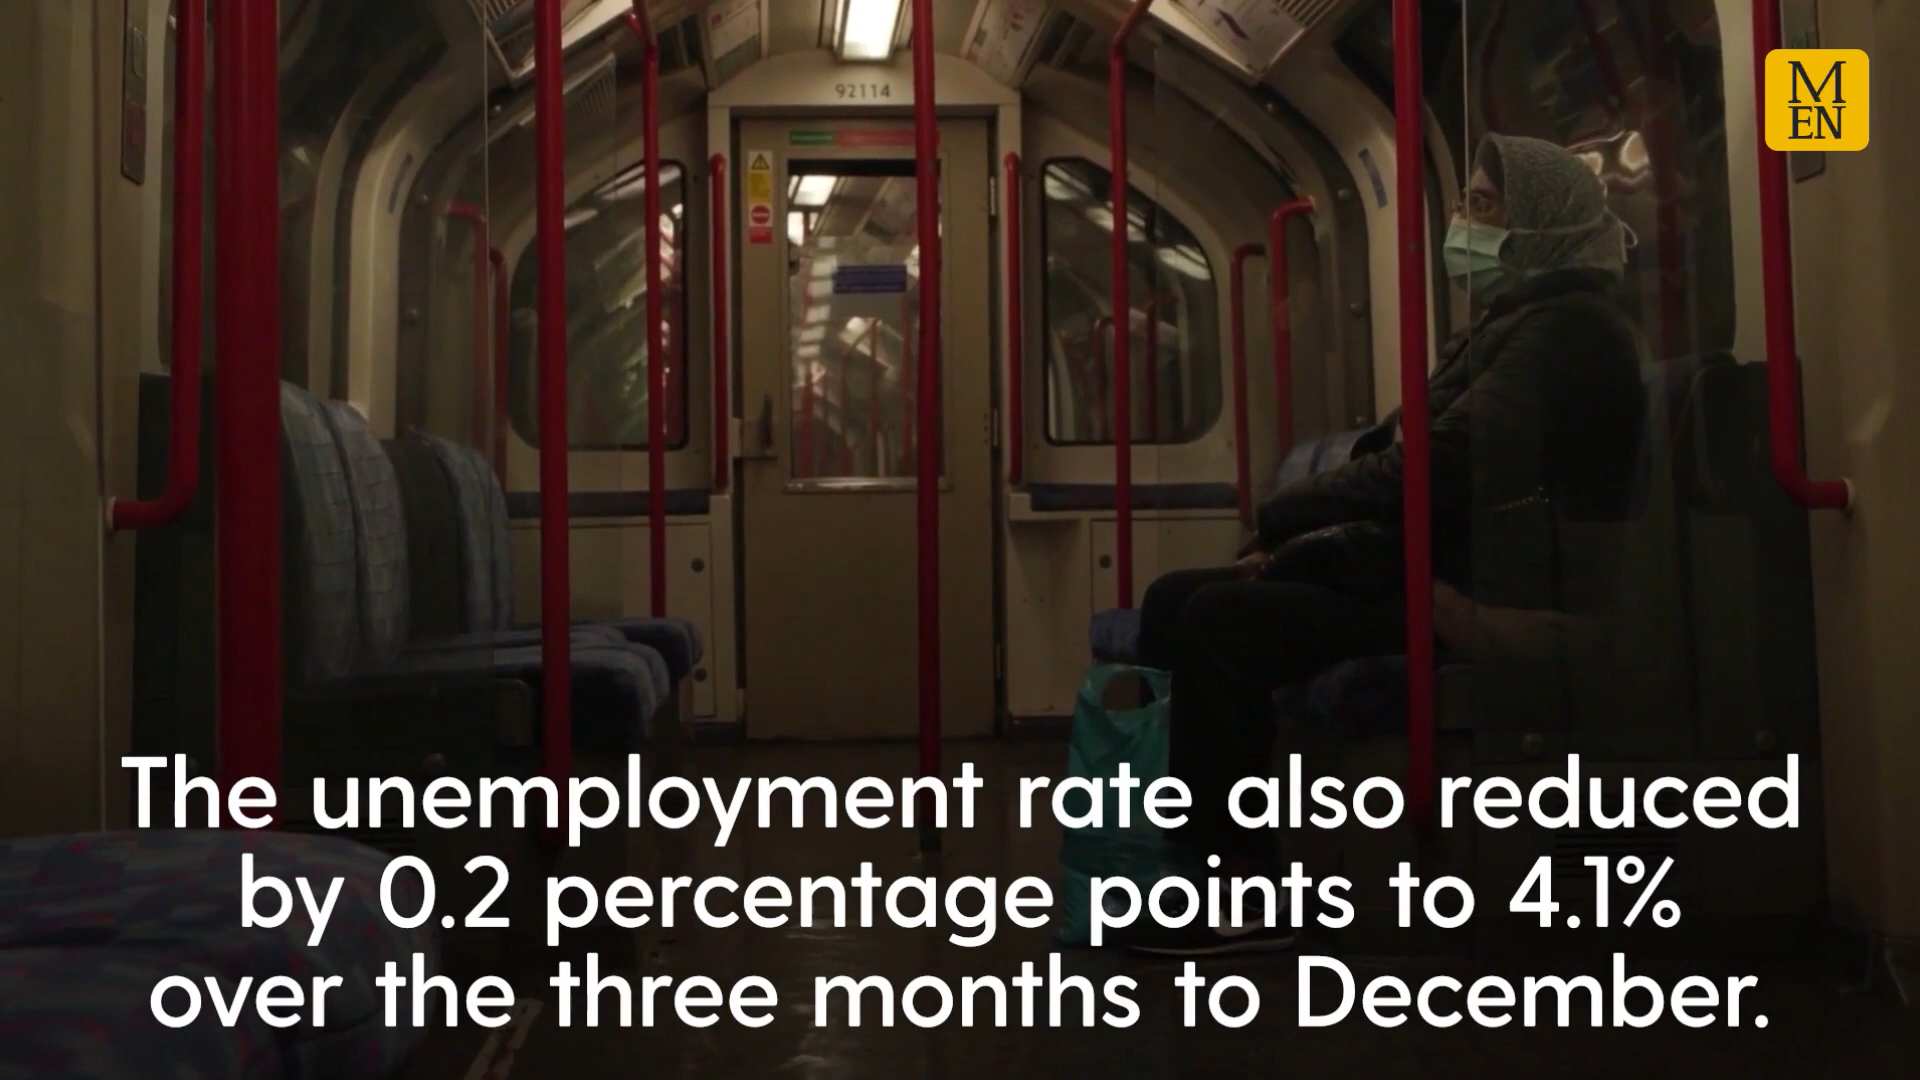 92114
M
EN
The unemployment rate also reduced
by 0.2 percentage points to 4.1%
over the three months to December.